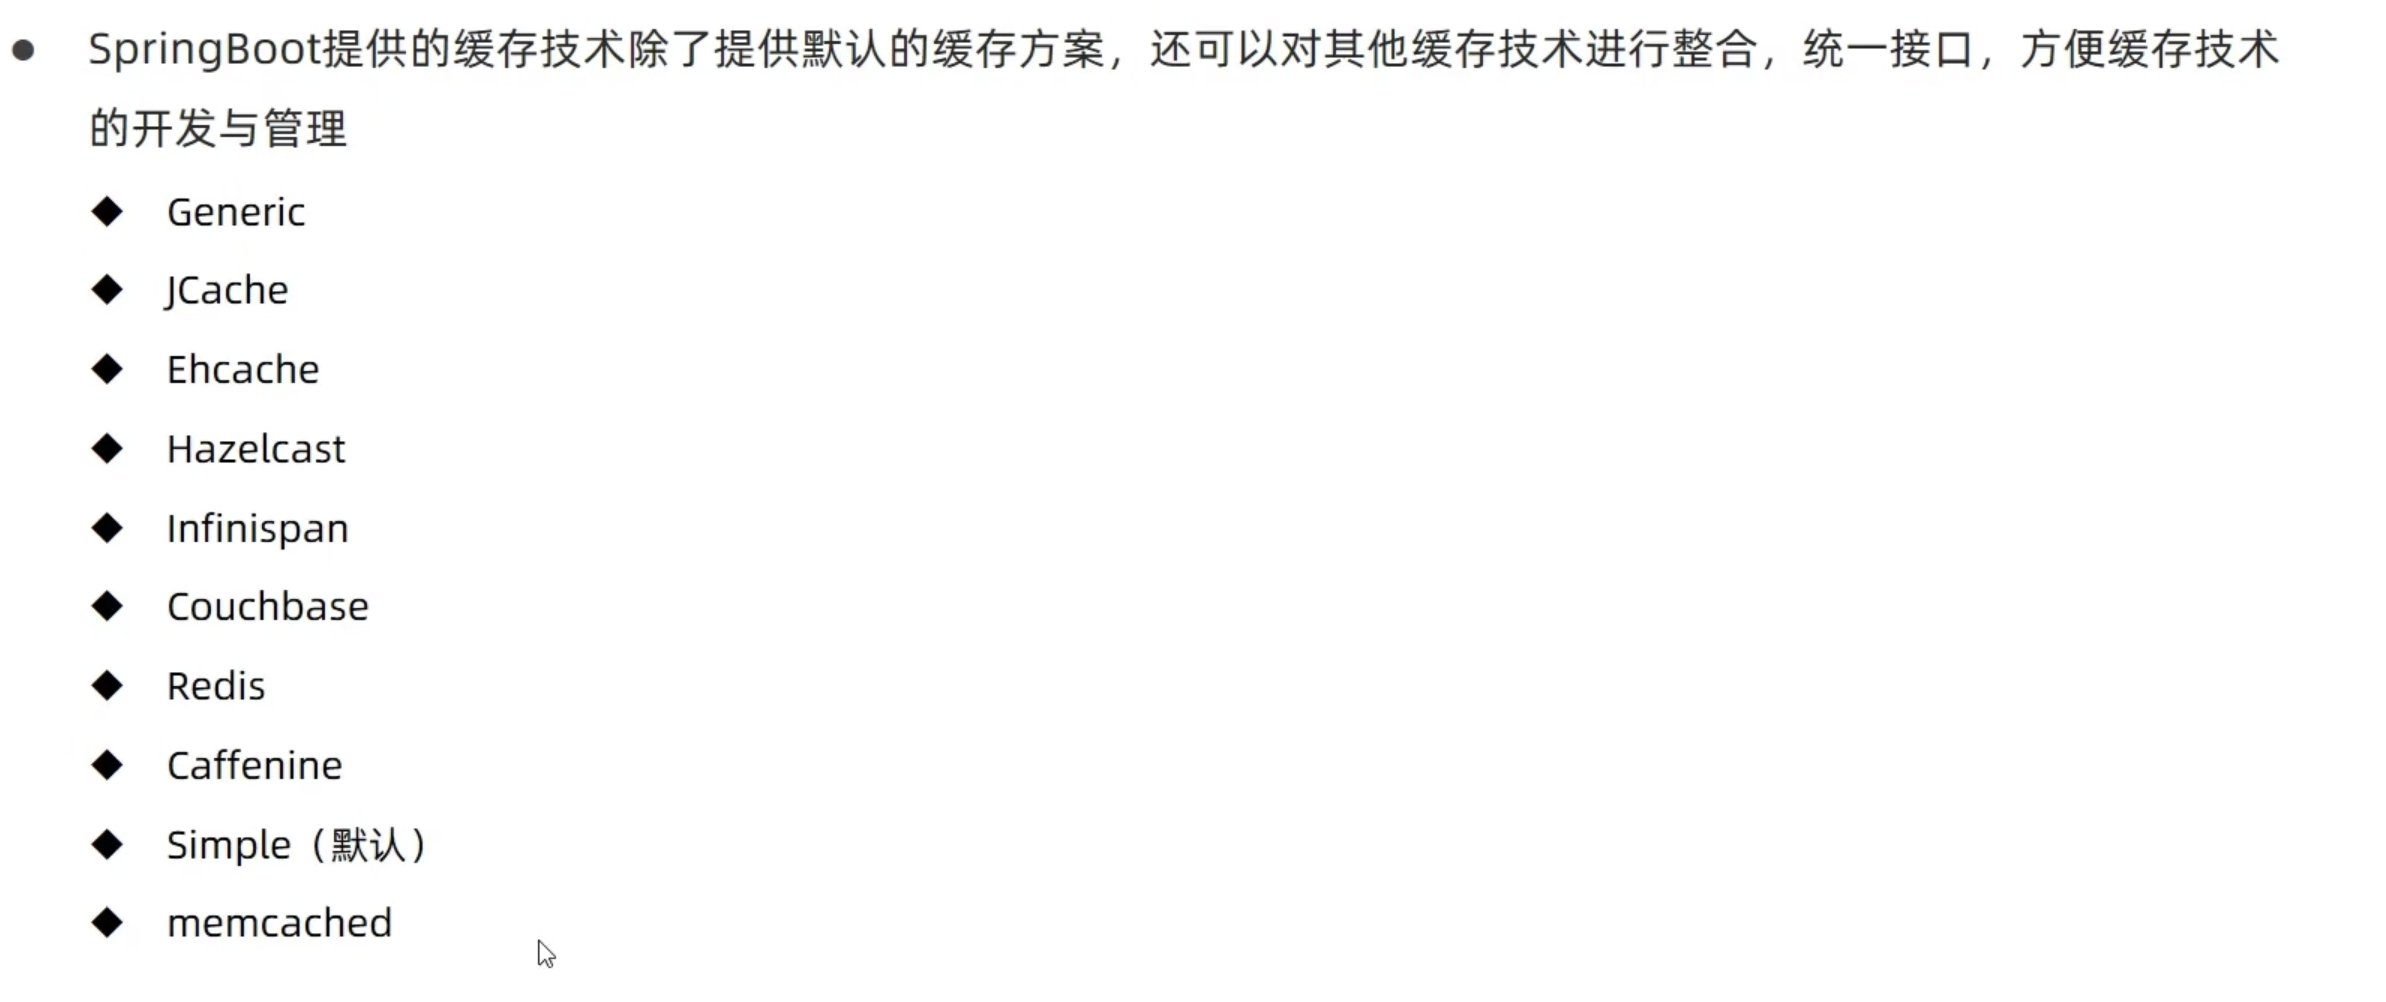 SpringBoot提供的缓存技术除了提供默认的缓存方案，还可以对其他缓存技术进行整合，统一接口，方便缓存技术
的开发与管理
Generic
JCache
Ehcache
Hazelcast
Infinispan
Couchbase
Redis
Caffenine
Simple（默认）
memcached